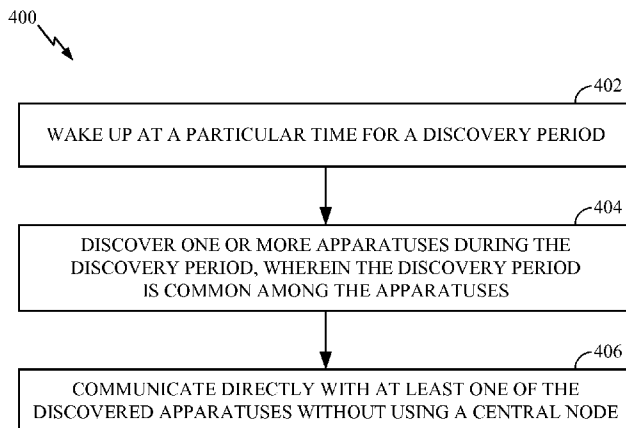 400
402
WAKE UP AT A PARTICULAR TIME FOR A DISCOVERY PERIOD
404
DISCOVER ONE OR MORE APPARATUSES DURING THE
DISCOVERY PERIOD, WHEREIN THE DISCOVERY PERIOD
IS COMMON AMONG THE APPARATUSES
406
COMMUNICATE DIRECTLY WITH AT LEAST ONE OF THE
DISCOVERED APPARATUSES WITHOUT USING A CENTRAL NODE